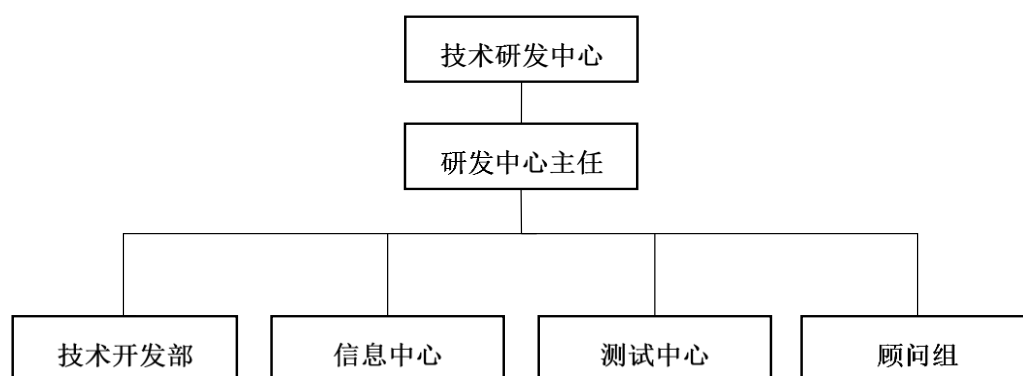 技术研发中心
研发中心主任
技术开发部
信息中心
测试中心
顾问组